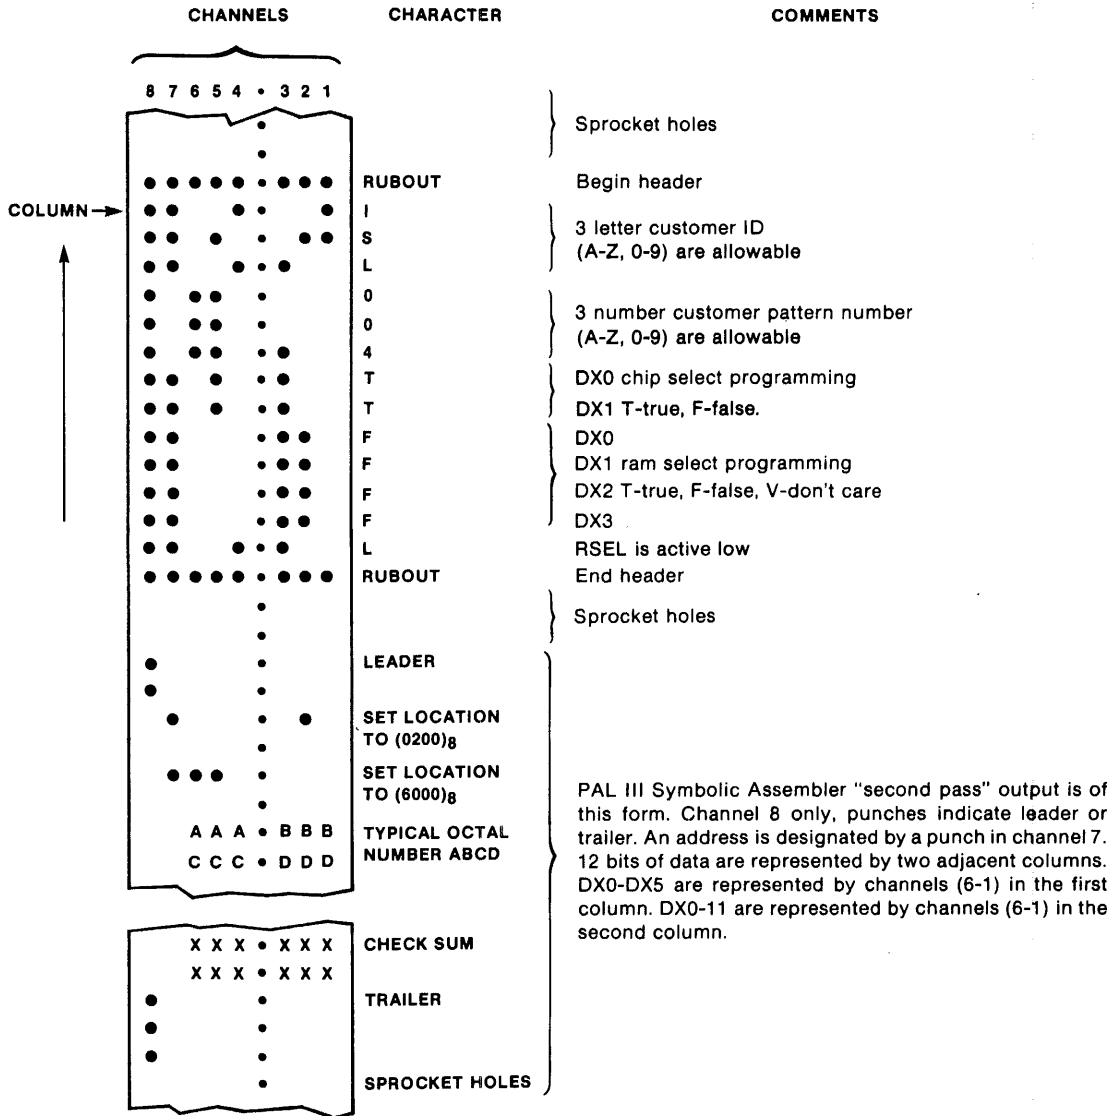 CHANNELS CHARACTER COMMENTS
8 7 6 5 4 • 3 2 1
Sprocket holes
RUBOUT Begin header
COLUMN I
S 3 letter customer ID
(A-Z, 0-9) are allowable
L
0
0 3 number customer pattern number
(A-Z, 0-9) are allowable
4
T DX0 chip select programming
T DX1 T-true, F-false.
F DX0
F DX1 ram select programming
F DX2 T-true, F-false, V-don't care
F DX3
L RSEL is active low
RUBOUT End header
Sprocket holes
LEADER
SET LOCATION
TO (0200)8
SET LOCATION
TO (6000)8
A A A • B B B TYPICAL OCTAL
C C C • D D D NUMBER ABCD
PAL III Symbolic Assembler "second pass" output is of
this form. Channel 8 only, punches indicate leader or
trailer. An address is designated by a punch in channel 7.
12 bits of data are represented by two adjacent columns.
DX0-DX5 are represented by channels (6-1) in the first
column. DX0-11 are represented by channels (6-1) in the
second column.
X X X • X X X CHECK SUM
X X X • X X X
TRAILER
SPROCKET HOLES